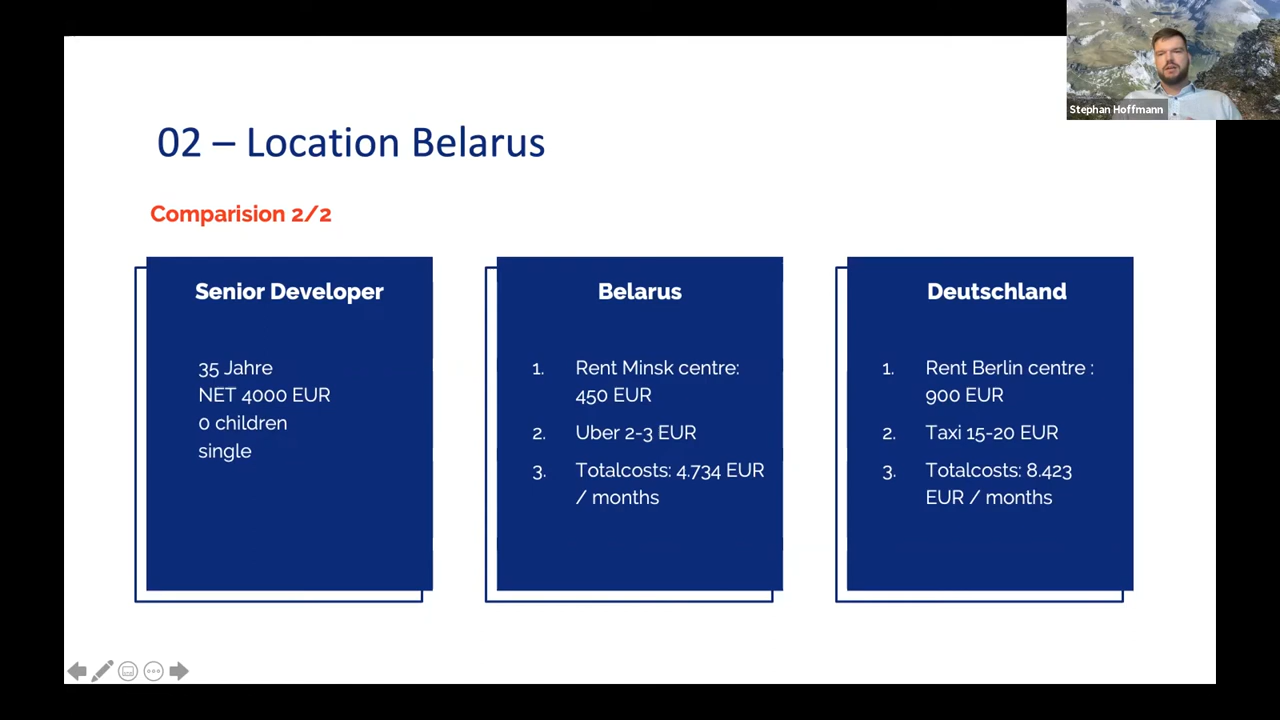 Stephan Hoffmann
02 – Location Belarus
Comparision 2/2
Senior Developer
35 Jahre
NET 4000 EUR
0 children
single
Belarus
1. Rent Minsk centre:
450 EUR
2. Uber 2-3 EUR
3. Totalcosts: 4.734 EUR
/ months
Deutschland
1. Rent Berlin centre :
900 EUR
2. Taxi 15-20 EUR
3. Totalcosts: 8.423
EUR / months